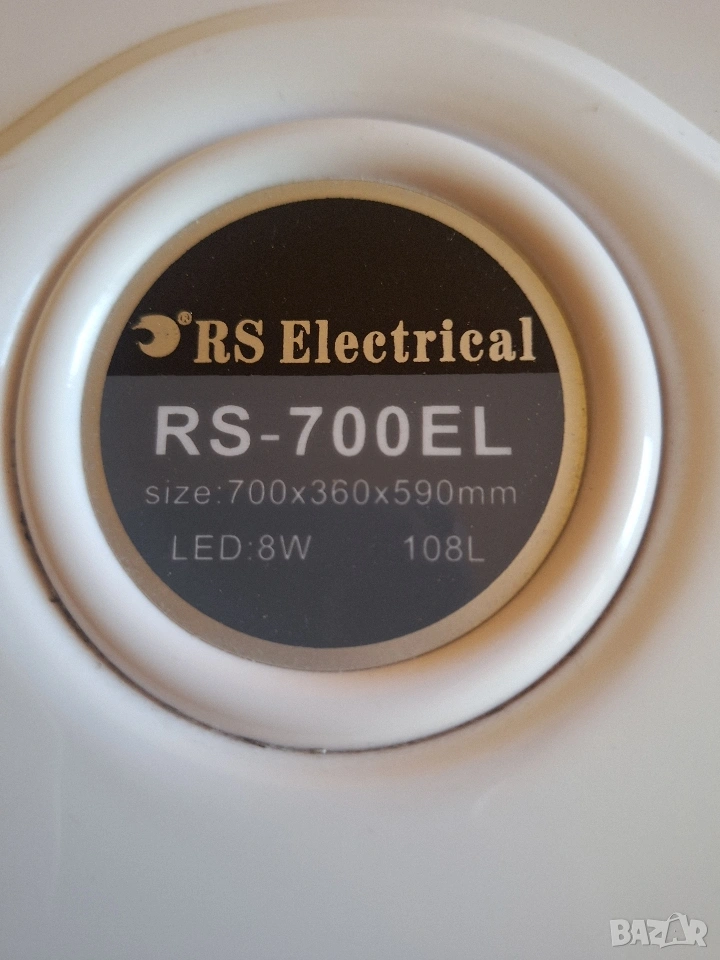 ® RS Electrical
RS-700EL
size:700x360x590mm
LED:8W 108L
BAZAR